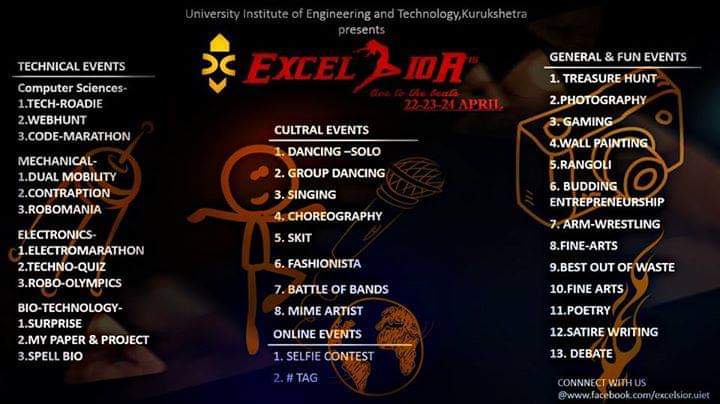 University Institute of Engineering and Technology,Kurukshetra
presents
EXCEL IOR
live to the beats
22-23-24 APRIL
TECHNICAL EVENTS
Computer Sciences-
1.TECH-ROADIE
2.WEBHUNT
3.CODE-MARATHON
MECHANICAL-
1.DUAL MOBILITY
2.CONTRAPTION
3.ROBOMANIA
ELECTRONICS-
1.ELECTROMARATHON
2.TECHNO-QUIZ
3.ROBO-OLYMPICS
BIO-TECHNOLOGY-
1.SURPRISE
2.MY PAPER & PROJECT
3.SPELL BIO
CULTRAL EVENTS
1. DANCING –SOLO
2. GROUP DANCING
3. SINGING
4. CHOREOGRAPHY
5. SKIT
6. FASHIONISTA
7. BATTLE OF BANDS
8. MIME ARTIST
ONLINE EVENTS
1. SELFIE CONTEST
2. # TAG
GENERAL & FUN EVENTS
1. TREASURE HUNT
2.PHOTOGRAPHY
3. GAMING
4.WALL PAINTING
5.RANGOLI
6. BUDDING
ENTREPRENEURSHIP
7. ARM-WRESTLING
8.FINE-ARTS
9.BEST OUT OF WASTE
10.FINE ARTS
11.POETRY
12.SATIRE WRITING
13. DEBATE
CONNNECT WITH US
@www.facebook.com/excelsior.uiet